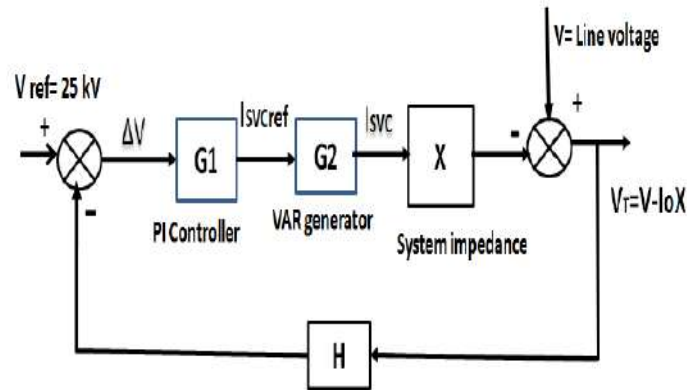 V= Line voltage
V ref= 25 kV
+
ΔV
G1
ISVCref
G2
ISVC
X
-
+
-
PI Controller
VAR generator
System impedance
VT=V-IoX
H